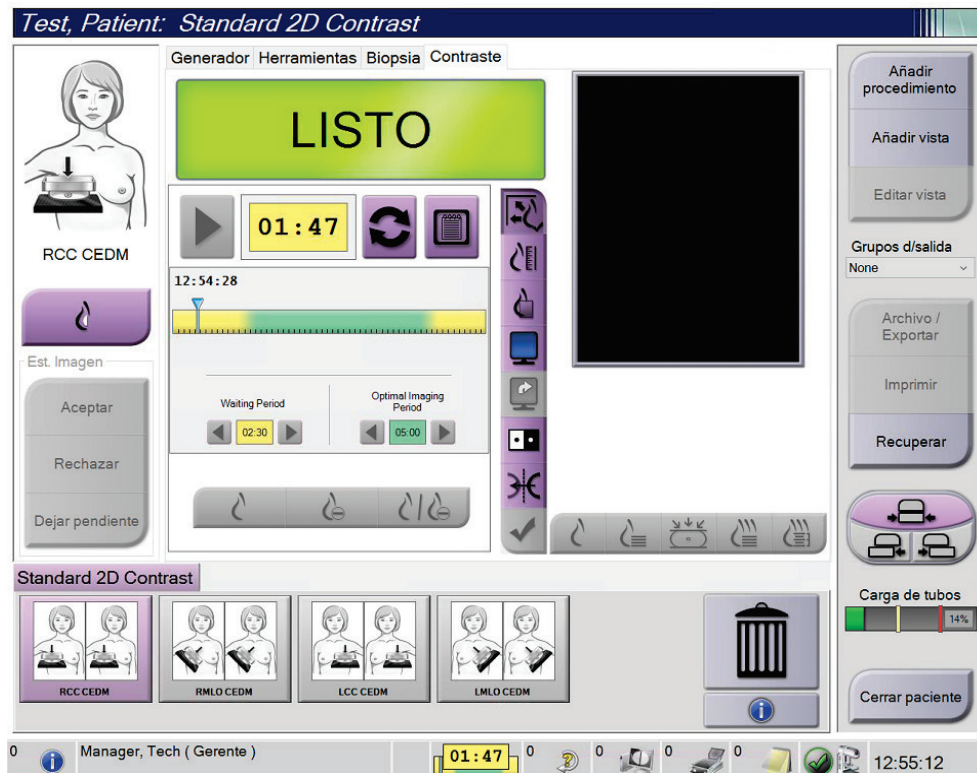 Test, Patient: Standard 2D Contrast
Generador Herramientas Biopsia Contraste
LISTO
RCC CEDM
01:47
12:54:28
Waiting Period
02:30
Optimal Imaging
Period
05:00
Est. Imagen
Aceptar
Rechazar
Dejar pendiente
Añadir
procedimiento
Añadir vista
Editar vista
Grupos d/salida
None
Archivo /
Exportar
Imprimir
Recuperar
Carga de tubos
14%
Cerrar paciente
Standard 2D Contrast
RCC CEDM
RMLO CEDM
LCC CEDM
LMLO CEDM
0 Manager, Tech ( Gerente ) 01:47 0 0 0 0 12:55:12